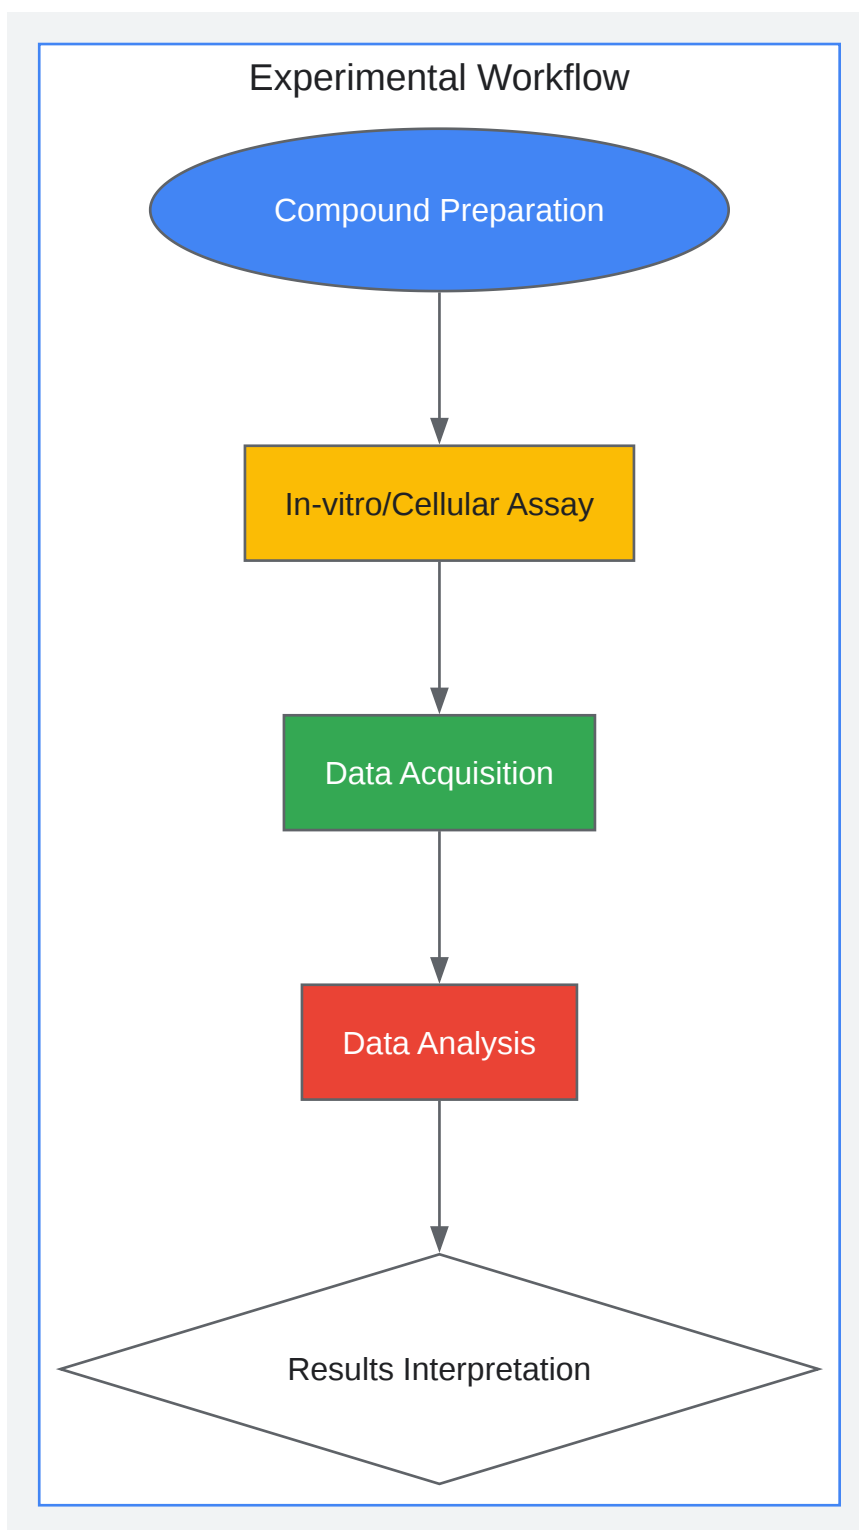 Experimental Workflow
Compound Preparation
In-vitro/Cellular Assay
Data Acquisition
Data Analysis
Results Interpretation